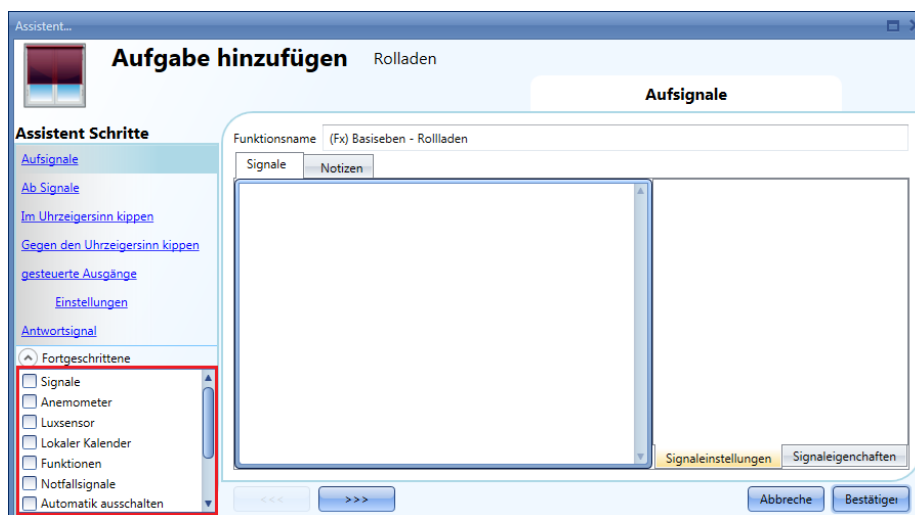 Assistent...
Aufgabe hinzufügen Rolladen
Aufsignale
Assistent Schritte
Aufsignale
Ab Signale
Im Uhrzeigersinn kippen
Gegen den Uhrzeigersinn kippen
gesteuerte Ausgänge
Einstellungen
Antwortsignal
Fortgeschrittene
Signale
Anemometer
Luxsensor
Lokaler Kalender
Funktionen
Notfallsignale
Automatik ausschalten
Funktionsname (Fx) Basiseben - Rollladen
Signale Notizen
Signaleinstellungen Signaleigenchaften
<<< >>> Abbreche Bestätiger